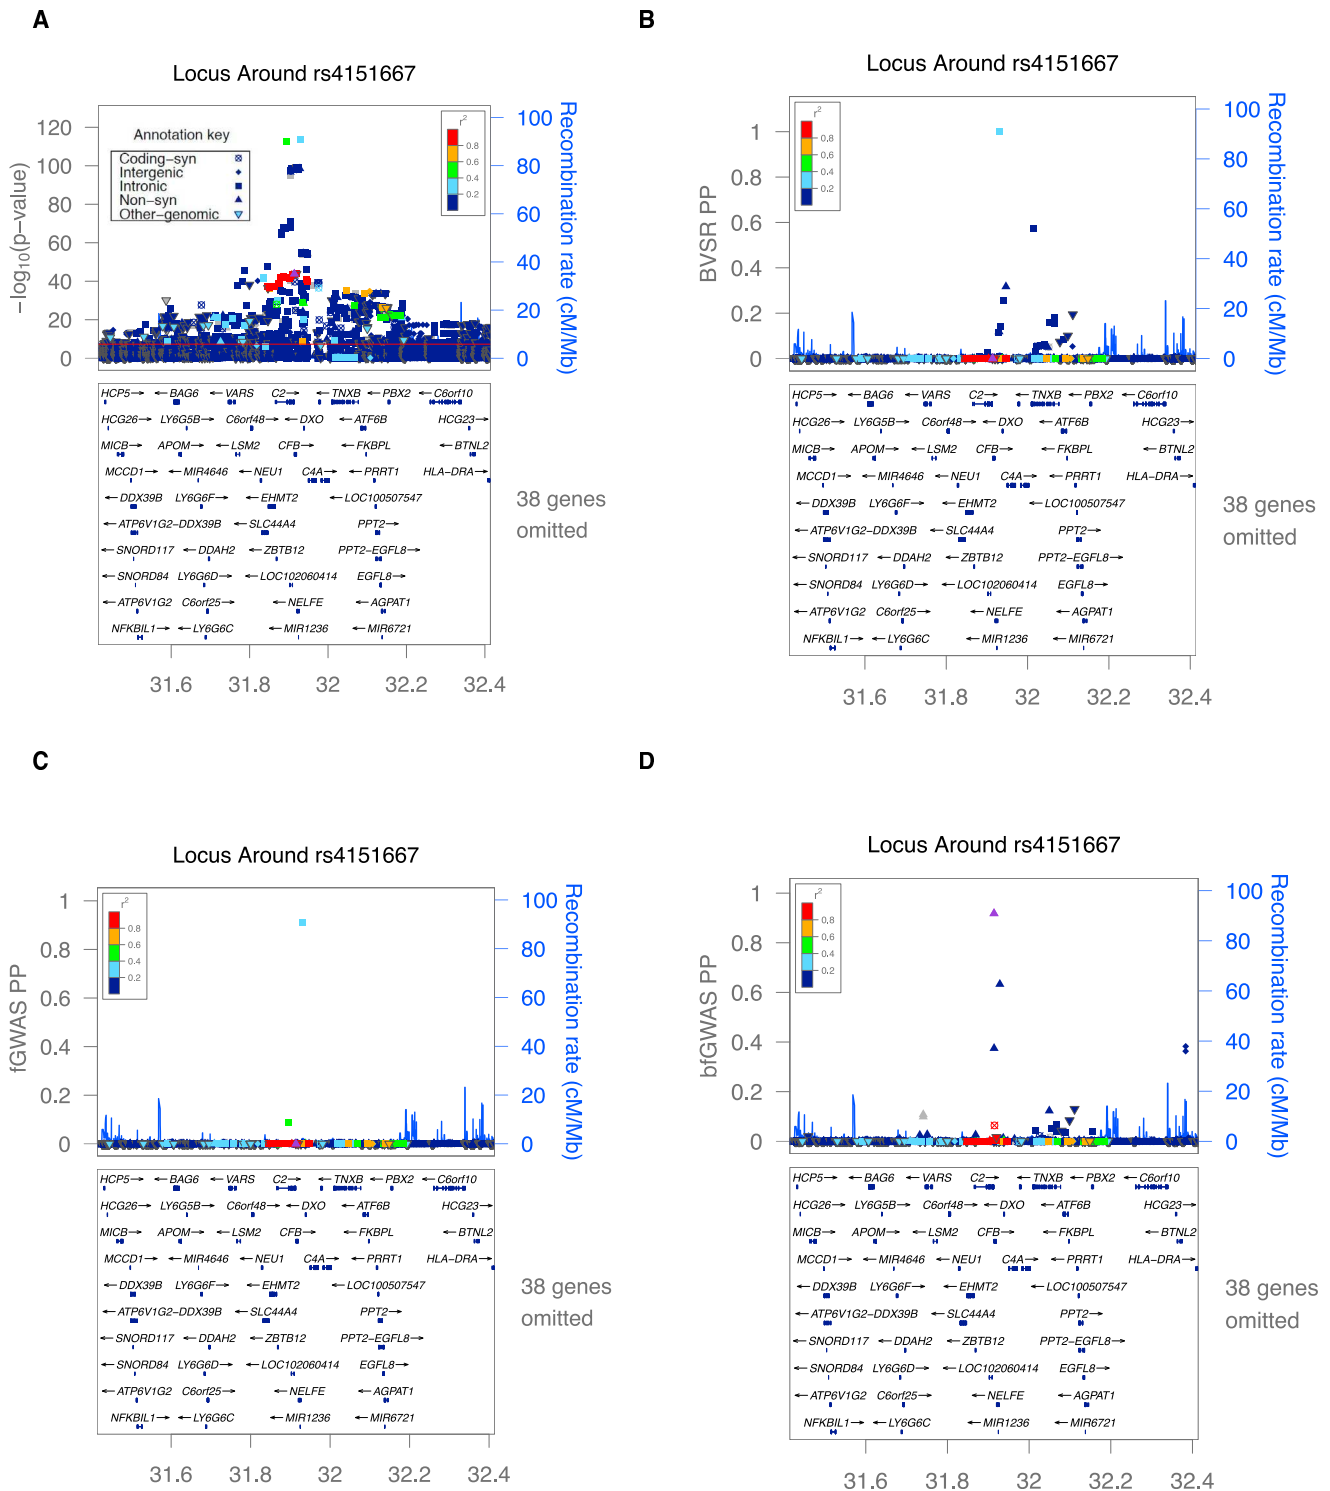 A
Locus Around rs4151667
−log10(p−value)
120
100
80
60
40
20
0
Annotation key
Coding−syn
Intergenic
Intronic
Non−syn
Other−genomic
r2
0.8
0.6
0.4
0.2
100
80
60
40
20
0
Recombination rate (cM/Mb)
HCP5→ ←BAG6 ←VARS C2→ ←TNXB ←PBX2 ←C6orf10
HCG26→ LY6G5B→ C6orf48→ ←DXO ←ATF6B HCG23→
MICB→ APOM→ ←LSM2 CFB→ ←FKBPL ←BTNL2
MCCD1→ ←MIR4646 ←NEU1 C4A→ ←PRRT1 HLA−DRA→
←DDX39B LY6G6F→ ←EHMT2 ←LOC100507547
←ATP6V1G2−DDX39B ←SLC44A4 PPT2→
←SNORD117 ←DDAH2 ←ZBTB12 PPT2−EGFL8→
←SNORD84 LY6G6D→ ←LOC102060414 EGFL8→
←ATP6V1G2 C6orf25→ ←NELFE ←AGPAT1
NFKBIL1→ ←LY6G6C ←MIR1236 ←MIR6721
38 genes
omitted
31.6 31.8 32 32.2 32.4
B
Locus Around rs4151667
BVSR PP
1
0.8
0.6
0.4
0.2
0
r2
0.8
0.6
0.4
0.2
100
80
60
40
20
0
Recombination rate (cM/Mb)
HCP5→ ←BAG6 ←VARS C2→ ←TNXB ←PBX2 ←C6orf10
HCG26→ LY6G5B→ C6orf48→ ←DXO ←ATF6B HCG23→
MICB→ APOM→ ←LSM2 CFB→ ←FKBPL ←BTNL2
MCCD1→ ←MIR4646 ←NEU1 C4A→ ←PRRT1 HLA−DRA→
←DDX39B LY6G6F→ ←EHMT2 ←LOC100507547
←ATP6V1G2−DDX39B ←SLC44A4 PPT2→
←SNORD117 ←DDAH2 ←ZBTB12 PPT2−EGFL8→
←SNORD84 LY6G6D→ ←LOC102060414 EGFL8→
←ATP6V1G2 C6orf25→ ←NELFE ←AGPAT1
NFKBIL1→ ←LY6G6C ←MIR1236 ←MIR6721
38 genes
omitted
31.6 31.8 32 32.2 32.4
C
Locus Around rs4151667
fGWAS PP
1
0.8
0.6
0.4
0.2
0
r2
0.8
0.6
0.4
0.2
100
80
60
40
20
0
Recombination rate (cM/Mb)
HCP5→ ←BAG6 ←VARS C2→ ←TNXB ←PBX2 ←C6orf10
HCG26→ LY6G5B→ C6orf48→ ←DXO ←ATF6B HCG23→
MICB→ APOM→ ←LSM2 CFB→ ←FKBPL ←BTNL2
MCCD1→ ←MIR4646 ←NEU1 C4A→ ←PRRT1 HLA−DRA→
←DDX39B LY6G6F→ ←EHMT2 ←LOC100507547
←ATP6V1G2−DDX39B ←SLC44A4 PPT2→
←SNORD117 ←DDAH2 ←ZBTB12 PPT2−EGFL8→
←SNORD84 LY6G6D→ ←LOC102060414 EGFL8→
←ATP6V1G2 C6orf25→ ←NELFE ←AGPAT1
NFKBIL1→ ←LY6G6C ←MIR1236 ←MIR6721
38 genes
omitted
31.6 31.8 32 32.2 32.4
D
Locus Around rs4151667
bfGWAS PP
1
0.8
0.6
0.4
0.2
0
r2
0.8
0.6
0.4
0.2
100
80
60
40
20
0
Recombination rate (cM/Mb)
HCP5→ ←BAG6 ←VARS C2→ ←TNXB ←PBX2 ←C6orf10
HCG26→ LY6G5B→ C6orf48→ ←DXO ←ATF6B HCG23→
MICB→ APOM→ ←LSM2 CFB→ ←FKBPL ←BTNL2
MCCD1→ ←MIR4646 ←NEU1 C4A→ ←PRRT1 HLA−DRA→
←DDX39B LY6G6F→ ←EHMT2 ←LOC100507547
←ATP6V1G2−DDX39B ←SLC44A4 PPT2→
←SNORD117 ←DDAH2 ←ZBTB12 PPT2−EGFL8→
←SNORD84 LY6G6D→ ←LOC102060414 EGFL8→
←ATP6V1G2 C6orf25→ ←NELFE ←AGPAT1
NFKBIL1→ ←LY6G6C ←MIR1236 ←MIR6721
38 genes
omitted
31.6 31.8 32 32.2 32.4